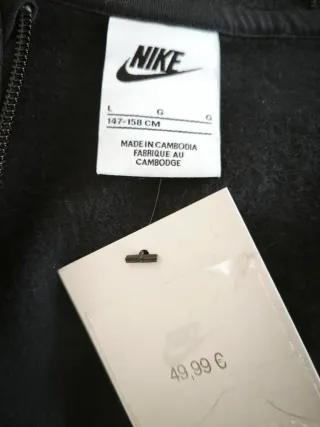 NIKE
L G G
147-158 CM
MADE IN CAMBODIA
FABRIQUE AU
CAMBODGE
49,99 €